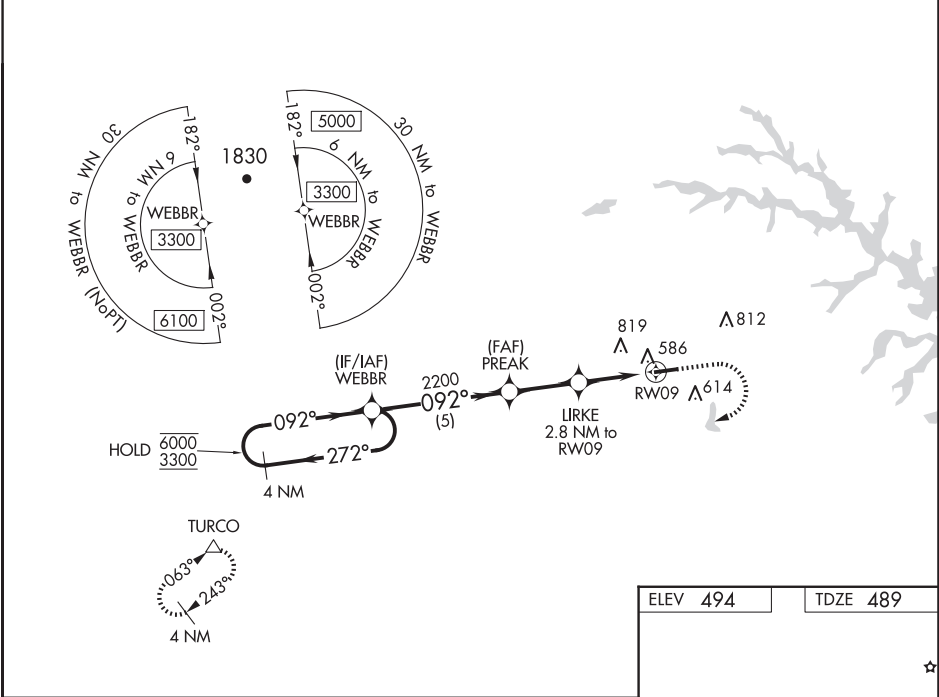 30 NM to WEBBR (NoPT)
6 NM to WEBBR
182°
WEBBR
3300
002°
6100
1830
182°
5000
30 NM to WEBBR
6 NM to WEBBR
3300
WEBBR
002°
819
812
586
(FAF)
PREAK
(IF/IAF)
WEBBR
2200
092°
(5)
RW09
614
LIRKE
2.8 NM to
RW09
092°
HOLD
6000
3300
272°
4 NM
TURCO
063°
243°
4 NM
ELEV 494
TDZE 489